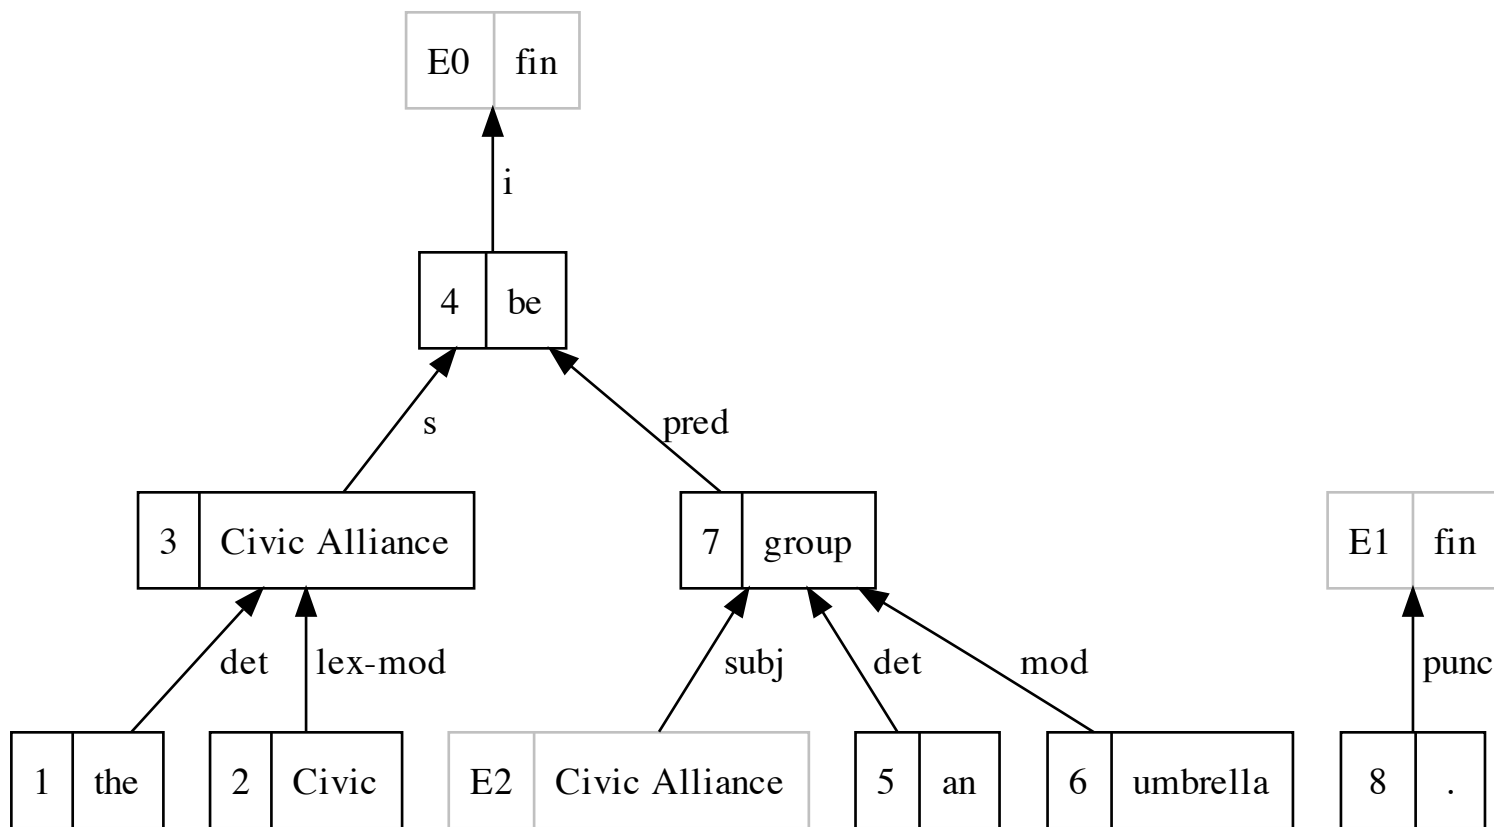 E0 fin
i
4 be
s pred
3 Civic Alliance 7 group E1 fin
det lex-mod subj det mod punc
1 the 2 Civic E2 Civic Alliance 5 an 6 umbrella 8 .